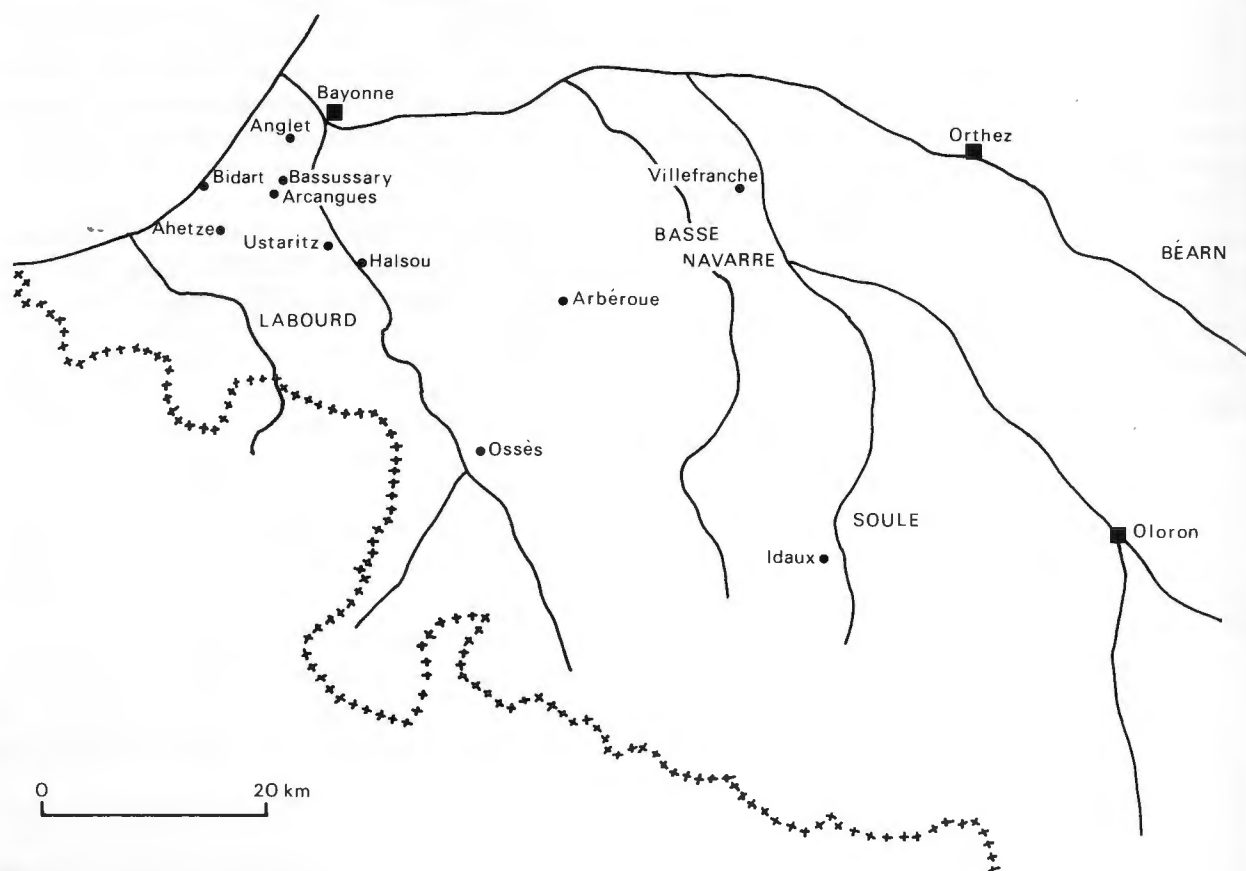 Bayonne
Anglet
Orthez
Bidart
Bassussary
Villefranche
Arcangues
Ahetze
Ustaritz
BASSE
NAVARRE
BÉARN
Halsou
Arbéroue
LABOURD
Ossès
SOULE
Oloron
Idaux
0 20 km